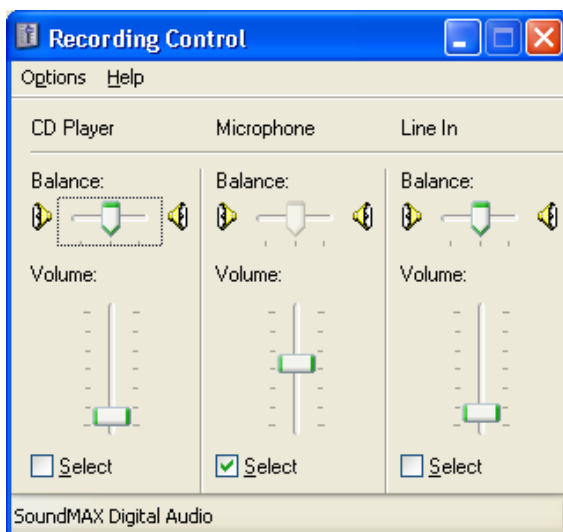 Recording Control
Options Help
CD Player Microphone Line In
Balance: Balance: Balance:
Volume: Volume: Volume:
Select Select Select
SoundMAX Digital Audio